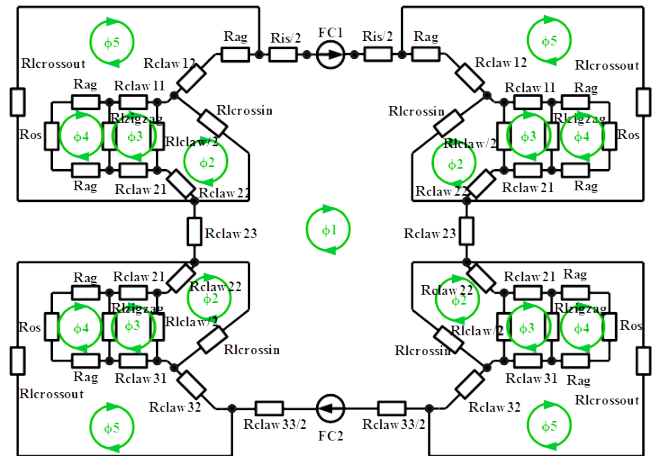 Rag
Ris/2
FC1
Ris/2
Rag
ϕ5
ϕ5
Rlcrossout
Rclaw12
Rclaw12
Rlcrossout
Rag
Rclaw11
Rlcrossin
Rclaw11
Rag
Rlzigzag
Rlzigzag
Ros
ϕ4
ϕ3
Rlclaw/2
Rlclaw/2
ϕ3
ϕ4
Ros
ϕ2
ϕ2
Rag
Rclaw21
Rclaw22
Rclaw22
Rclaw21
Rag
Rclaw23
ϕ1
Rclaw23
Rag
Rclaw21
Rclaw22
Rclaw22
Rclaw21
Rag
ϕ2
ϕ2
Rlzigzag
Rlzigzag
Ros
ϕ4
ϕ3
Rlclaw/2
Rlclaw/2
ϕ3
ϕ4
Ros
Rlcrossin
Rlcrossin
Rag
Rclaw31
Rclaw31
Rag
Rlcrossout
Rclaw32
Rclaw32
Rlcrossout
ϕ5
Rclaw33/2
FC2
Rclaw33/2
ϕ5